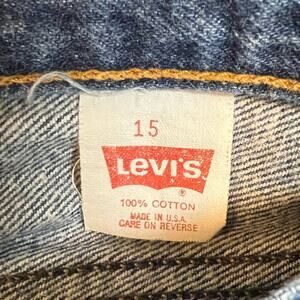 15
Levi's
100% COTTON
MADE IN U.S.A.
CARE ON REVERSE